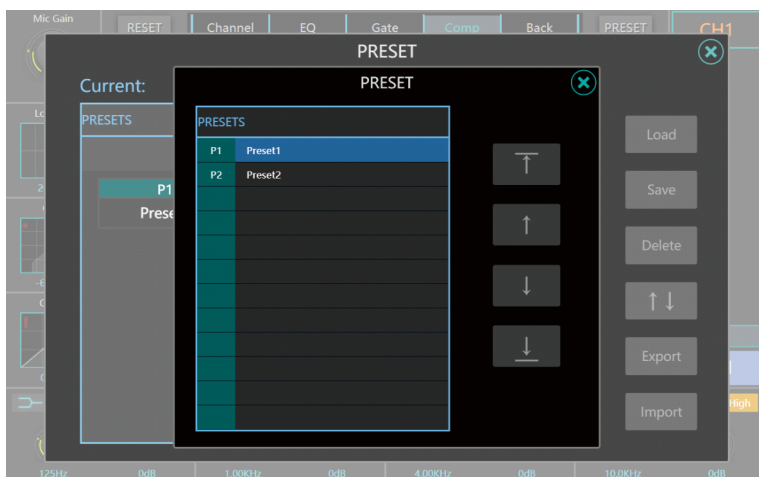 Mic Gain
RESET
Channel
EQ
Gate
Comp
Back
PRESET
CH1
PRESET
Current:
PRESET
PRESETS
PRESETS
P1 Preset1
P2 Preset2
P1
Load
Save
Delete
Export
Import
High
125Hz 0dB 1.00KHz 0dB 4.00KHz 0dB 10.0KHz 0dB